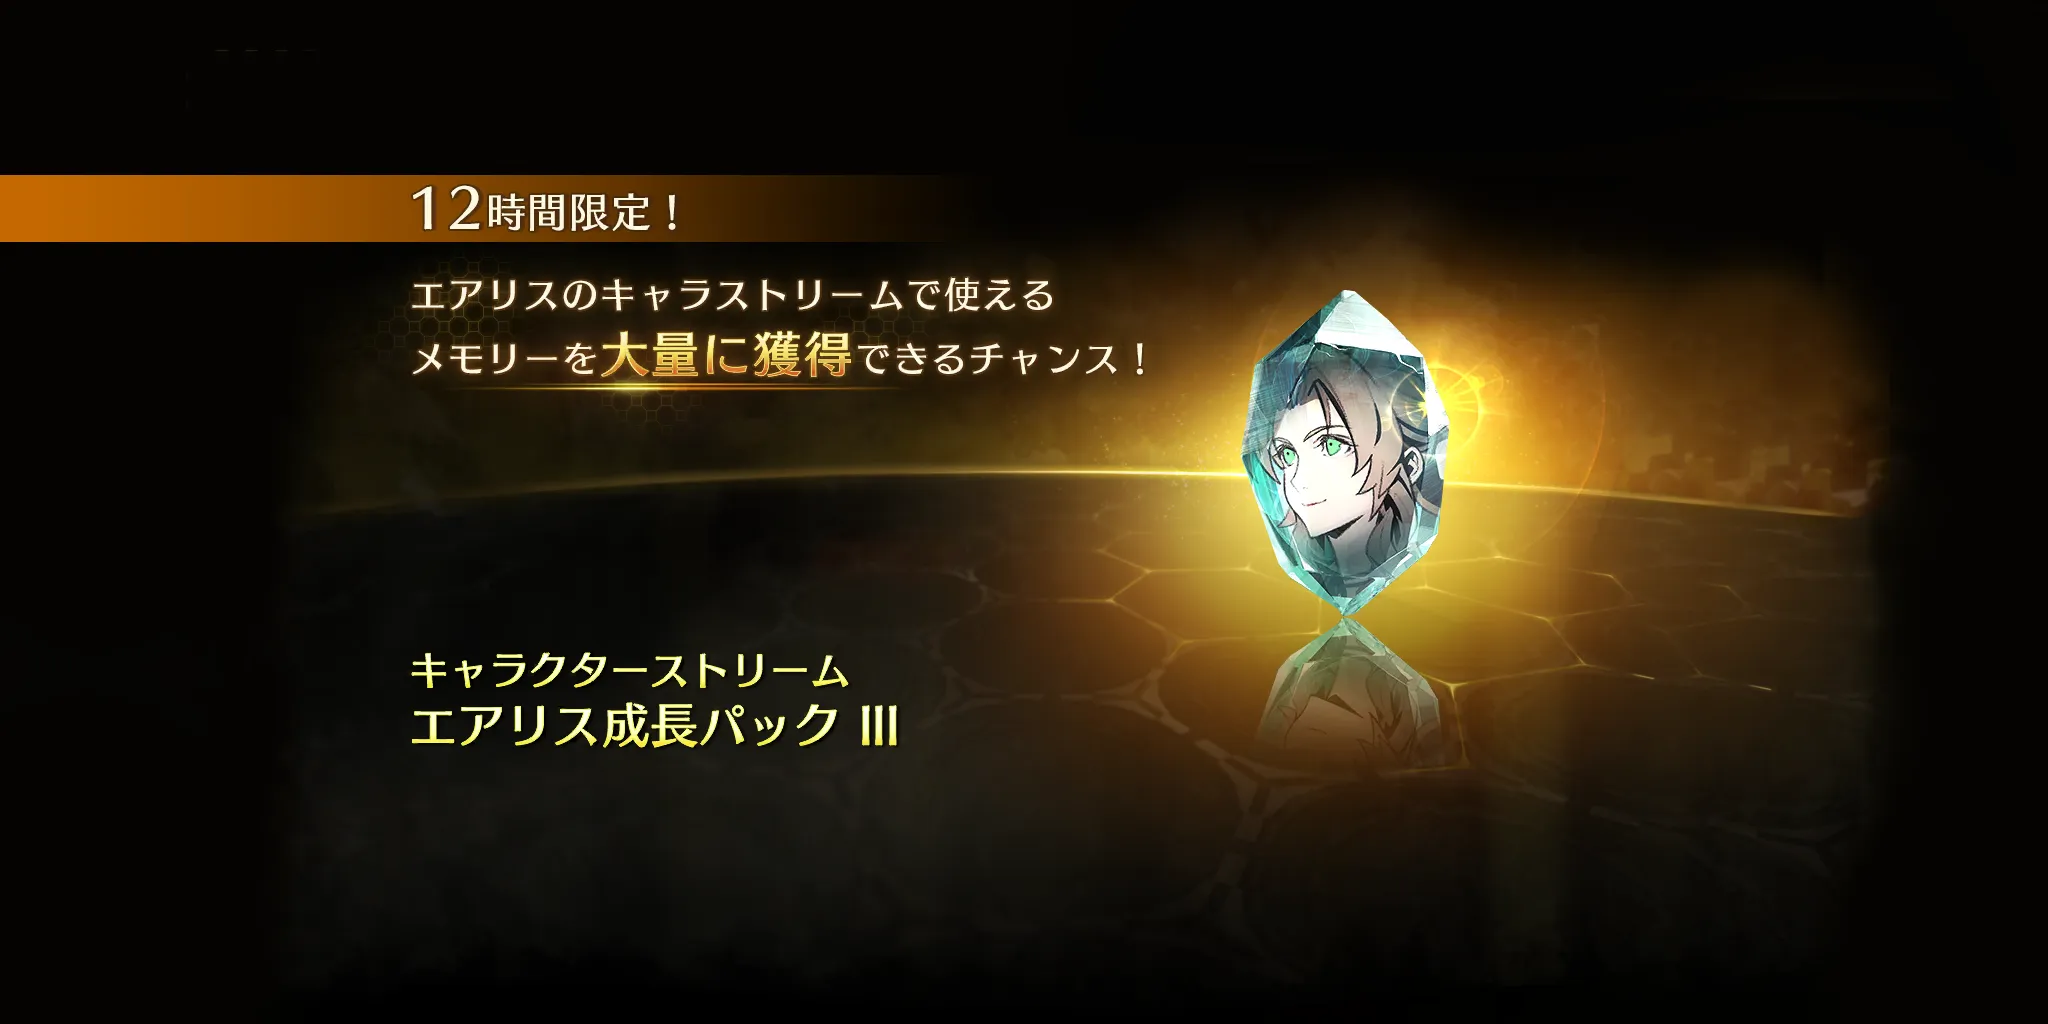 12時間限定！
エアリスのキャラストリームで使える
メモリーを大量に獲得できるチャンス！
キャラクターストリーム
エアリス成長パック Ⅲ